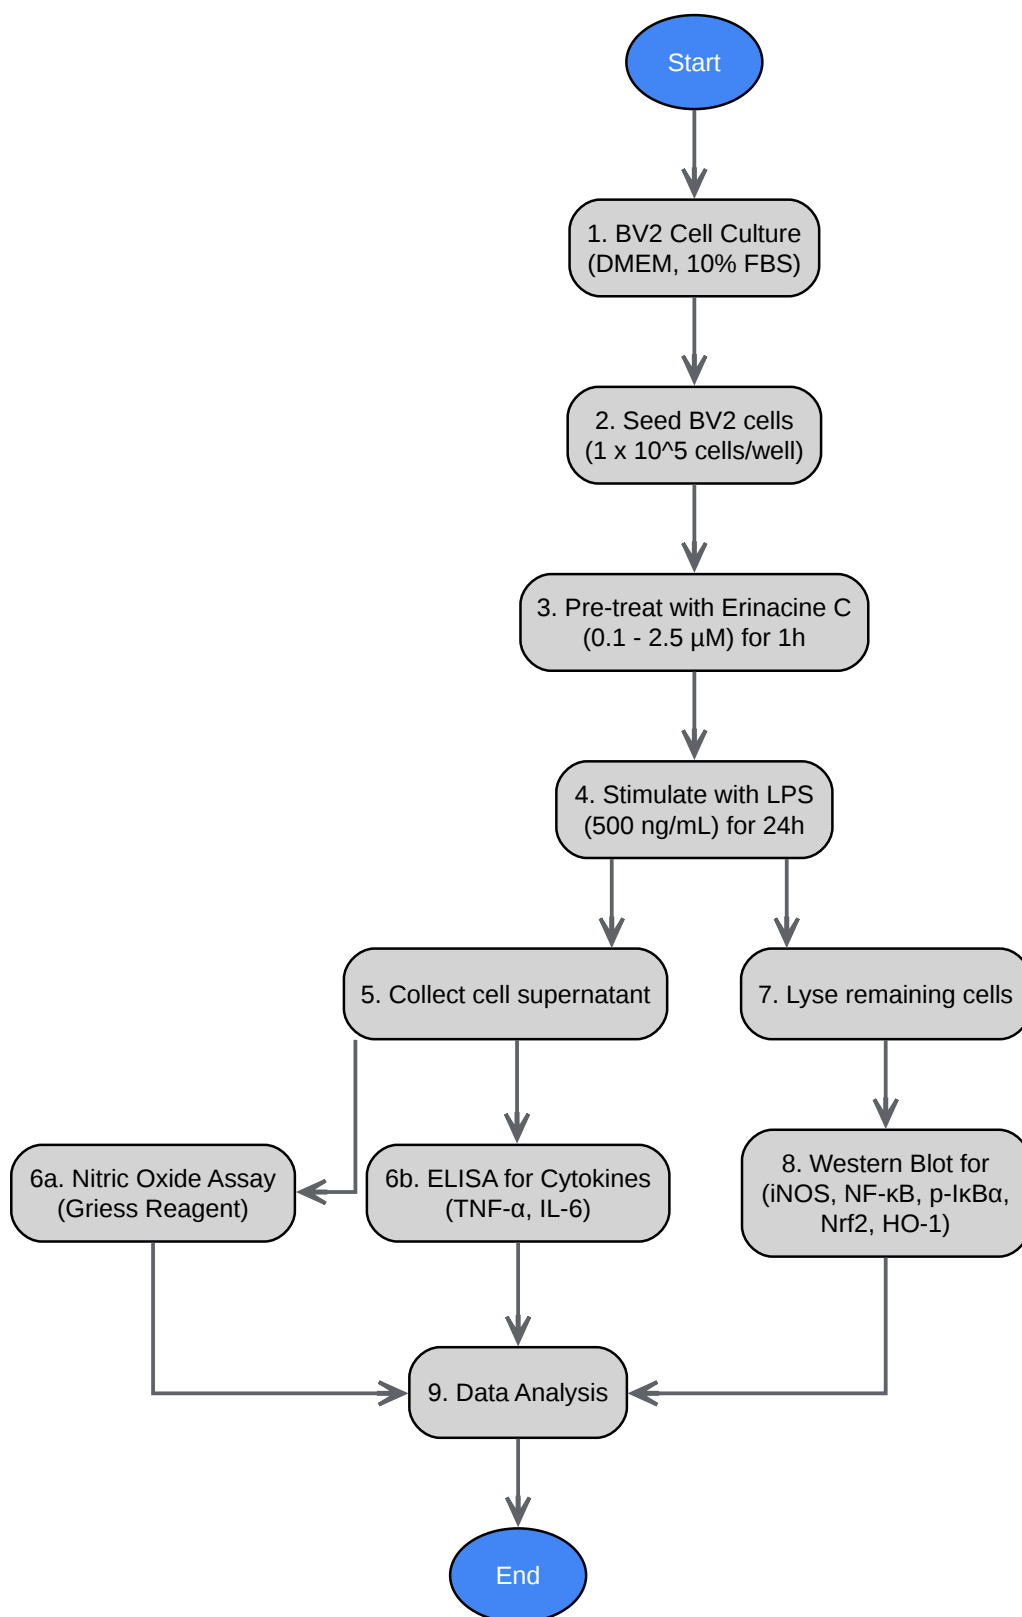 Start
1. BV2 Cell Culture
(DMEM, 10% FBS)
2. Seed BV2 cells
(1 x 10^5 cells/well)
3. Pre-treat with Erinacine C
(0.1 - 2.5 µM) for 1h
4. Stimulate with LPS
(500 ng/mL) for 24h
5. Collect cell supernatant
7. Lyse remaining cells
6a. Nitric Oxide Assay
(Griess Reagent)
6b. ELISA for Cytokines
(TNF-α, IL-6)
8. Western Blot for
(iNOS, NF-κB, p-IκBα,
Nrf2, HO-1)
9. Data Analysis
End